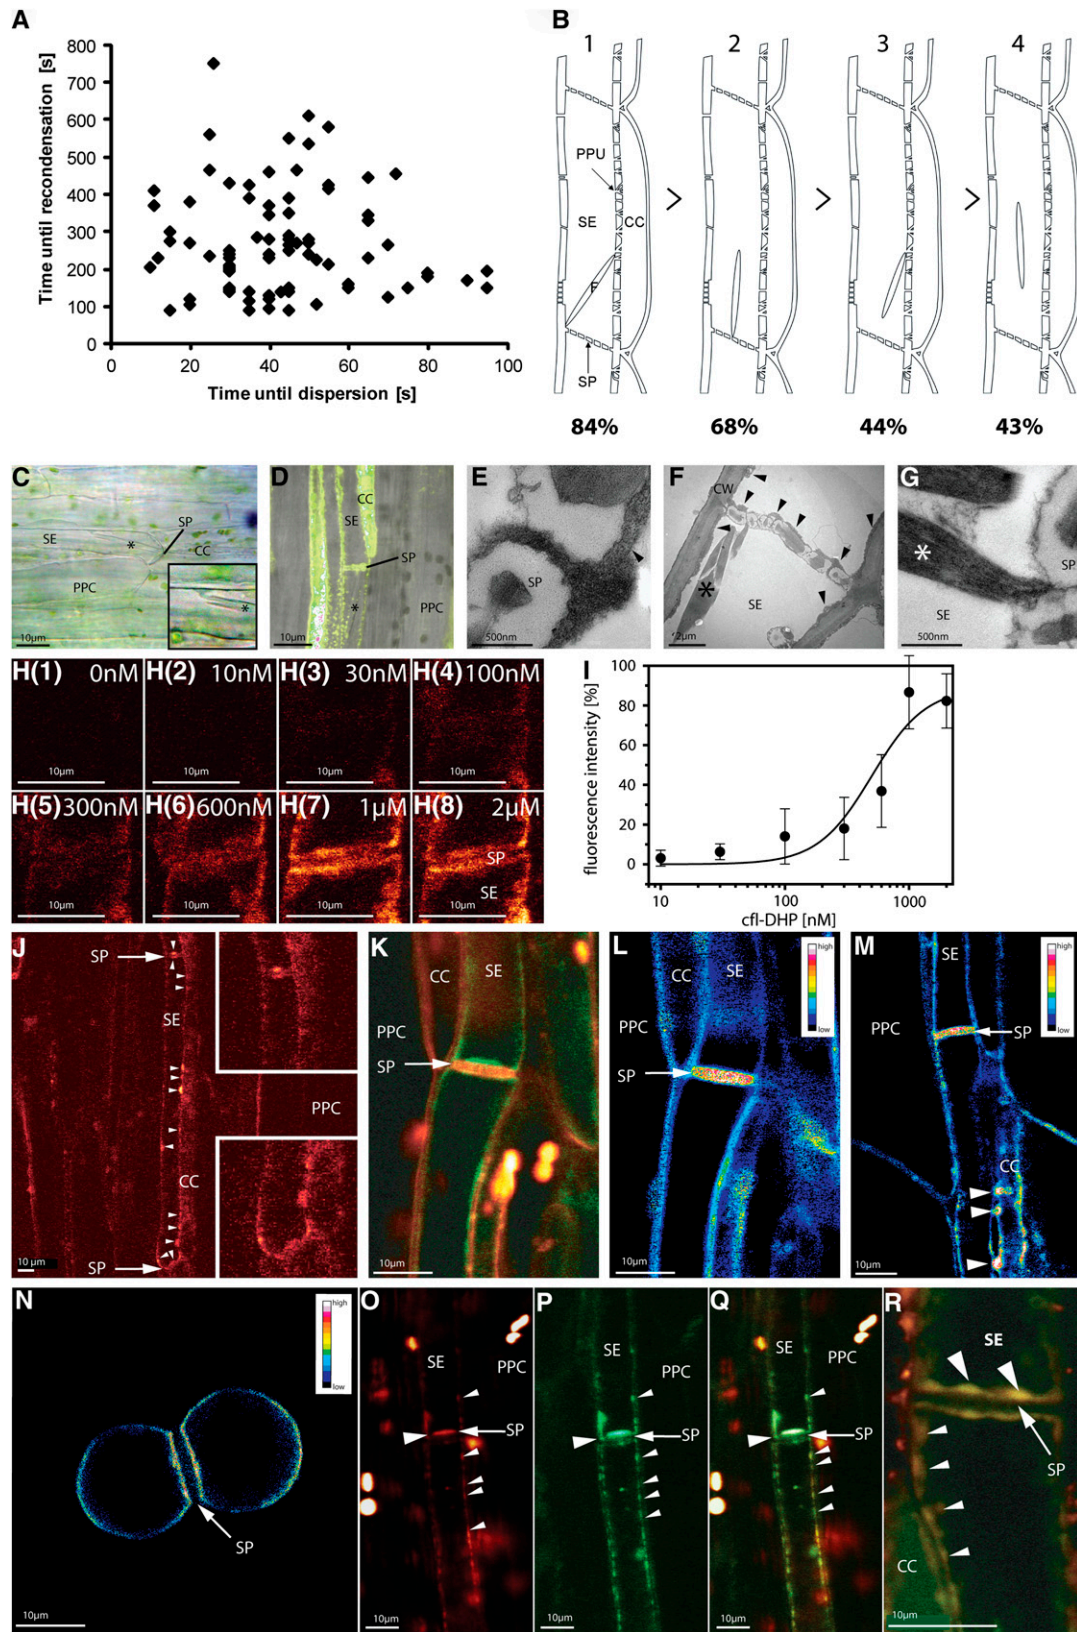 A
Time until recondensation [s]
800
700
600
500
400
300
200
100
0
0 20 40 60 80 100
Time until dispersion [s]
B
1 2 3 4
PPU
SE
CC
> > >
F
SP
84% 68% 44% 43%
C
SE
*
SP
CC
PPC
*
10µm
D
CC
SE
SP
*
PPC
10µm
E
SP
500nm
F
CW
*
SE
2µm
G
*
SP
SE
500nm
H(1) 0nM
10µm
H(2) 10nM
10µm
H(3) 30nM
10µm
H(4) 100nM
10µm
H(5) 300nM
10µm
H(6) 600nM
10µm
H(7) 1µM
10µm
H(8) 2µM
SP
SE
10µm
I
fluorescence intensity [%]
100
80
60
40
20
0
10 100 1000
cfl-DHP [nM]
J
SP
SE
PPC
CC
SP
10 µm
K
CC
SE
PPC
SP
10µm
L
high
low
CC
SE
PPC
SP
10µm
M
high
low
SE
PPC
SP
CC
10µm
N
high
low
SP
10µm
O
SE
PPC
SP
10µm
P
SE
PPC
SP
10µm
Q
SE
PPC
SP
10µm
R
SE
SP
CC
10µm